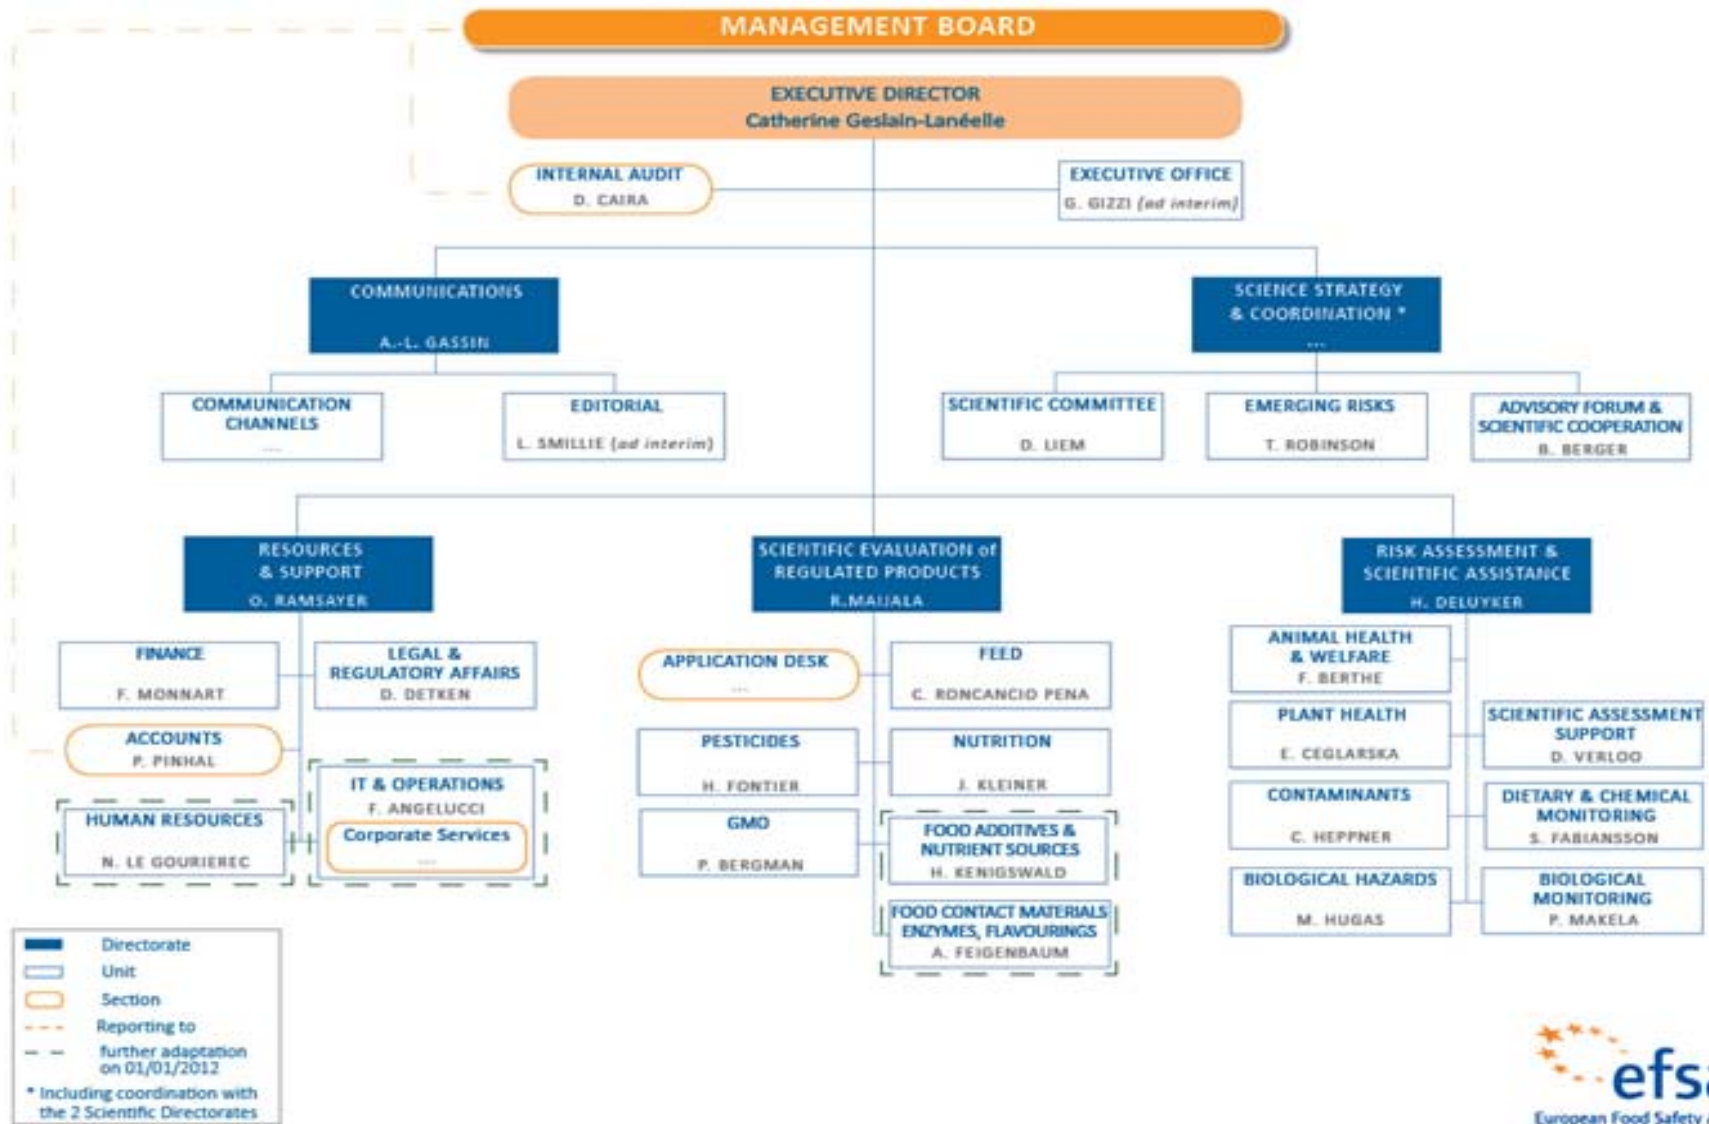 MANAGEMENT BOARD
EXECUTIVE DIRECTOR
Catherine Geslain-Lanéelle
INTERNAL AUDIT
D. CAIRA
EXECUTIVE OFFICE
G. GIZZI (ad interim)
COMMUNICATIONS
A.-L. GASSIN
SCIENCE STRATEGY
& COORDINATION *
...
COMMUNICATION
CHANNELS
....
EDITORIAL
L. SMILLIE (ad interim)
SCIENTIFIC COMMITTEE
D. LIEM
EMERGING RISKS
T. ROBINSON
ADVISORY FORUM &
SCIENTIFIC COOPERATION
B. BERGER
RESOURCES
& SUPPORT
O. RAMSAYER
SCIENTIFIC EVALUATION of
REGULATED PRODUCTS
R.MAIJALA
RISK ASSESSMENT &
SCIENTIFIC ASSISTANCE
H. DELUYKER
FINANCE
F. MONNART
LEGAL &
REGULATORY AFFAIRS
D. DETKEN
ACCOUNTS
P. PINHAL
IT & OPERATIONS
F. ANGELUCCI
Corporate Services
...
HUMAN RESOURCES
N. LE GOURIEREC
APPLICATION DESK
...
FEED
C. RONCANCIO PENA
PESTICIDES
H. FONTIER
NUTRITION
J. KLEINER
GMO
P. BERGMAN
FOOD ADDITIVES &
NUTRIENT SOURCES
H. KENIGSWALD
FOOD CONTACT MATERIALS
ENZYMES, FLAVOURINGS
A. FEIGENBAUM
ANIMAL HEALTH
& WELFARE
F. BERTHE
PLANT HEALTH
E. CEGLARSKA
SCIENTIFIC ASSESSMENT
SUPPORT
D. VERLOO
CONTAMINANTS
C. HEPPNER
DIETARY & CHEMICAL
MONITORING
S. FABIANSSON
BIOLOGICAL HAZARDS
M. HUGAS
BIOLOGICAL
MONITORING
P. MAKELA
Directorate
Unit
Section
Reporting to
further adaptation
on 01/01/2012
* Including coordination with
the 2 Scientific Directorates
efsa
European Food Safety